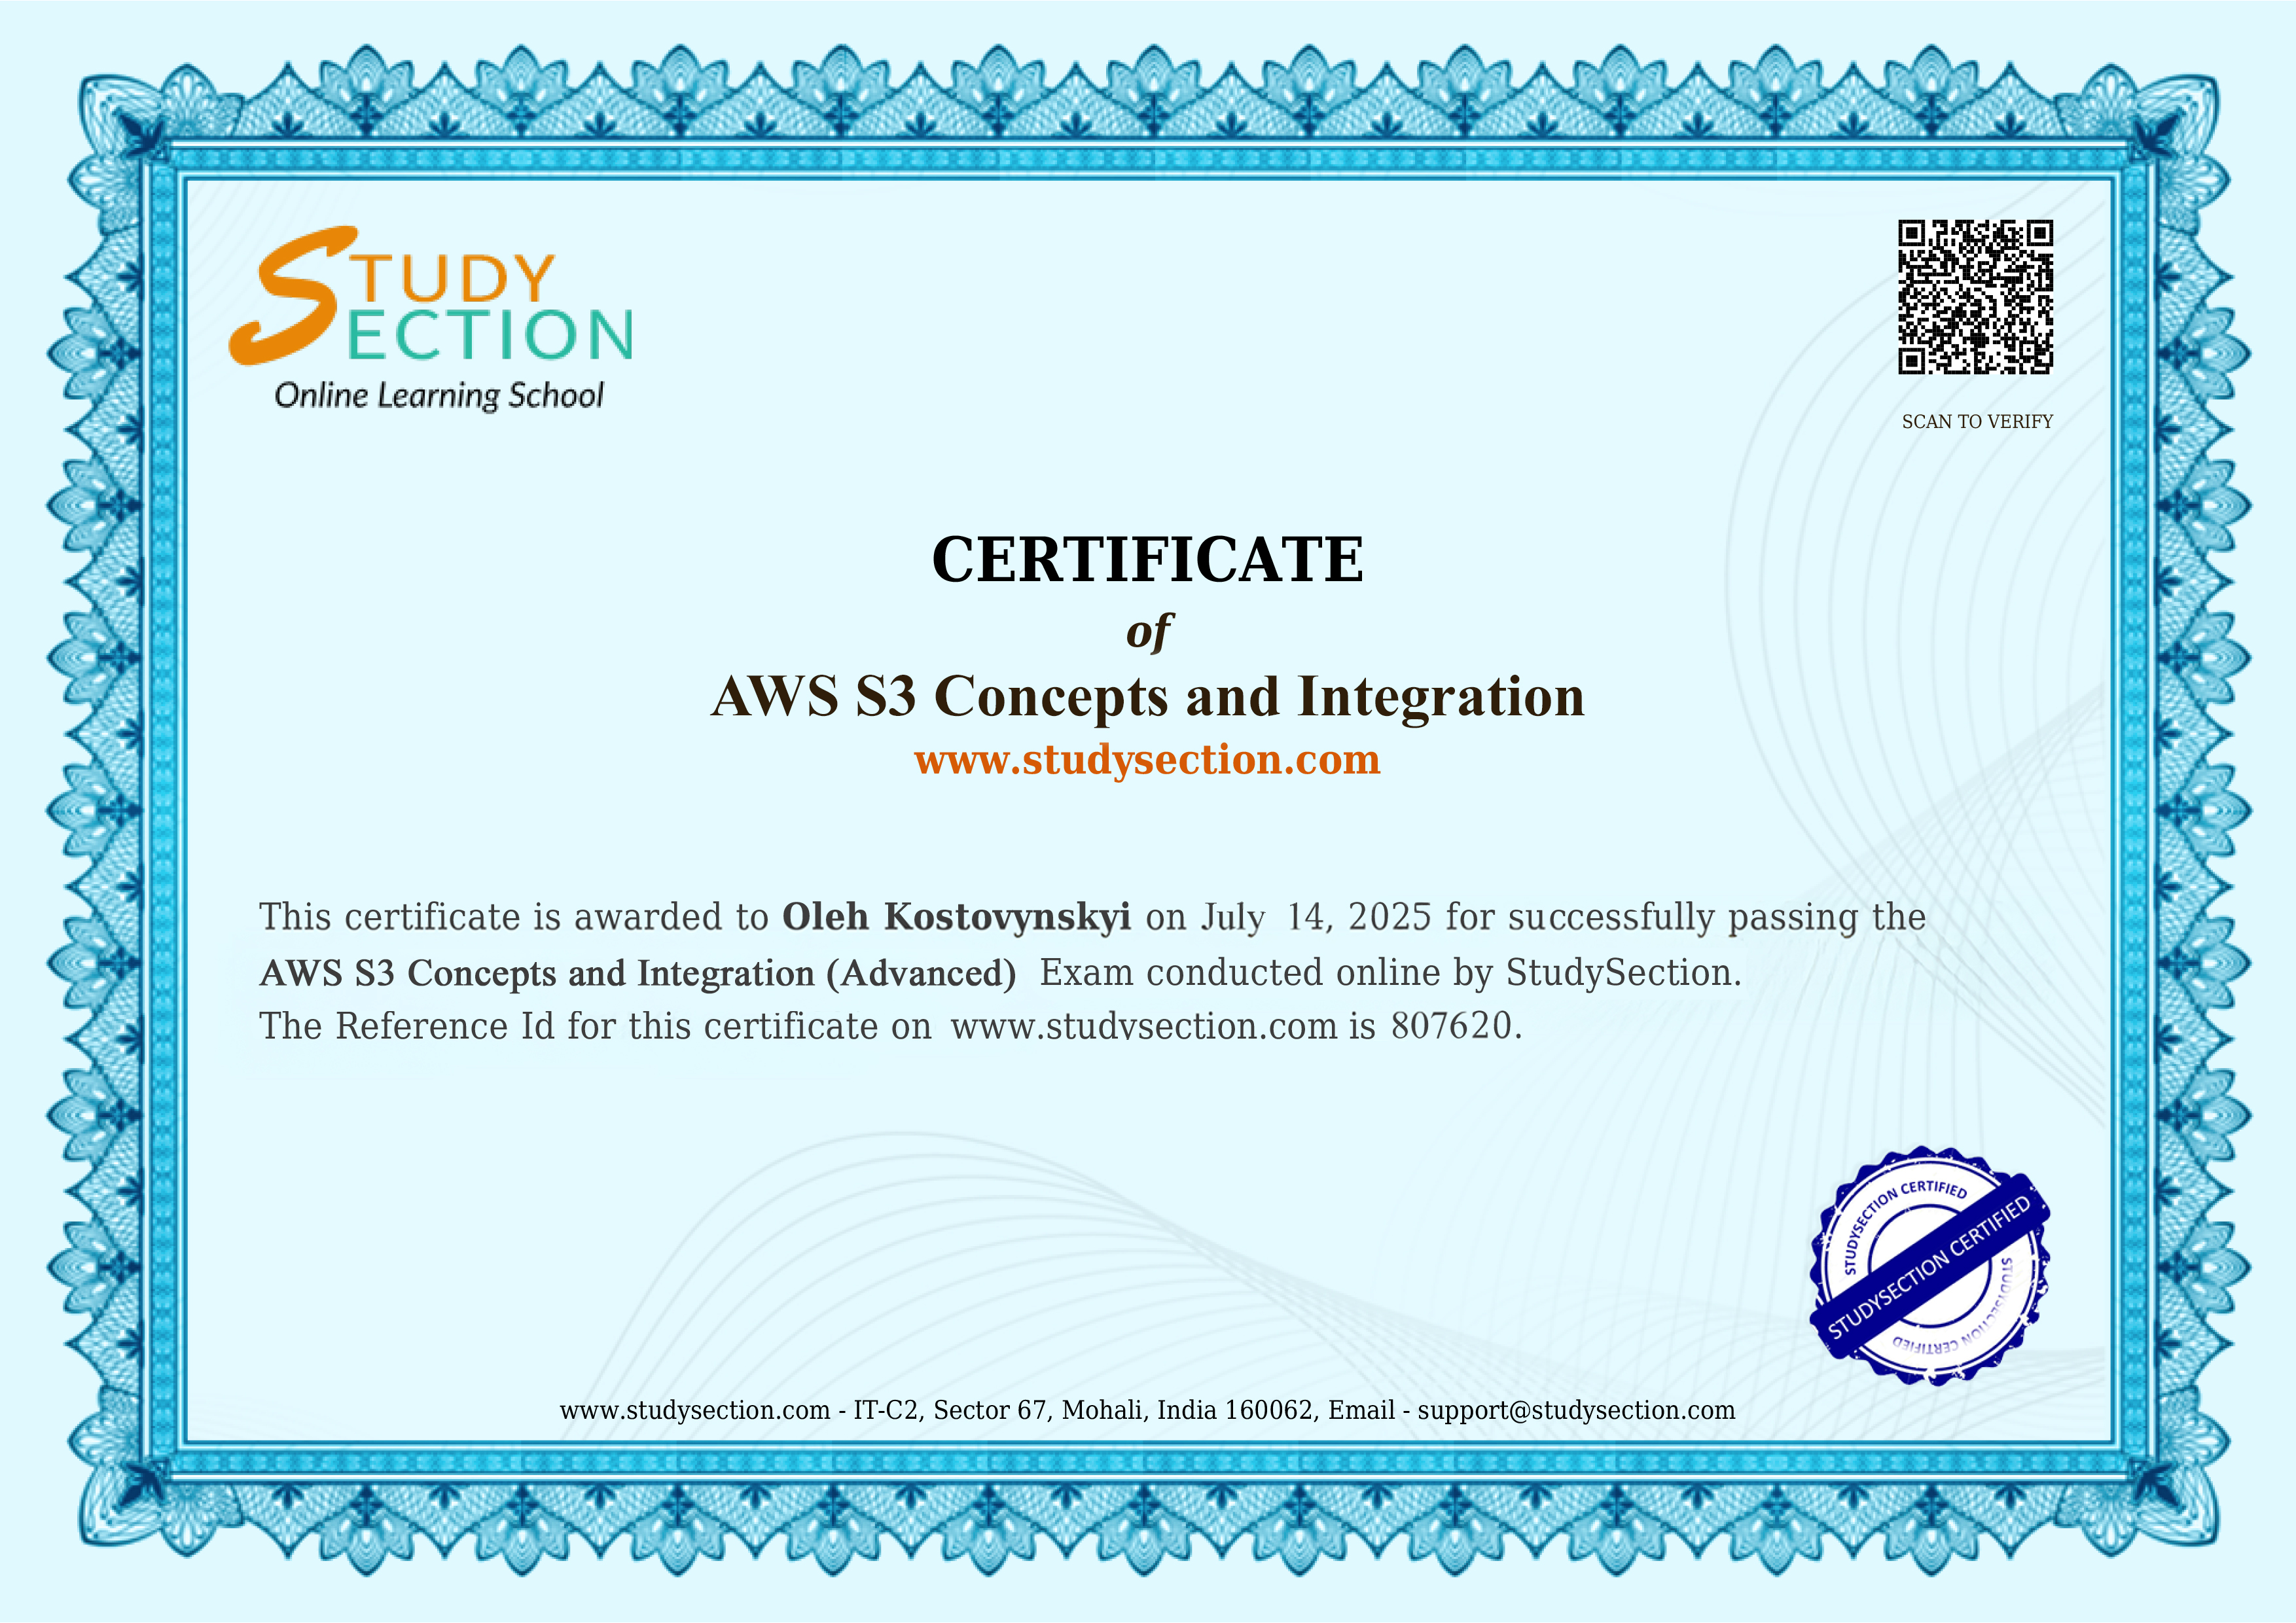 STUDY
SECTION
Online Learning School
SCAN TO VERIFY
CERTIFICATE
of
AWS S3 Concepts and Integration
www.studysection.com
This certificate is awarded to Oleh Kostovynskyi on July 14, 2025 for successfully passing the
AWS S3 Concepts and Integration (Advanced) Exam conducted online by StudySection.
The Reference Id for this certificate on www.studysection.com is 807620.
STUDYSECTION CERTIFIED
STUDYSECTION CERTIFIED
STUDYSECTION CERTIFIED
www.studysection.com - IT-C2, Sector 67, Mohali, India 160062, Email - support@studysection.com